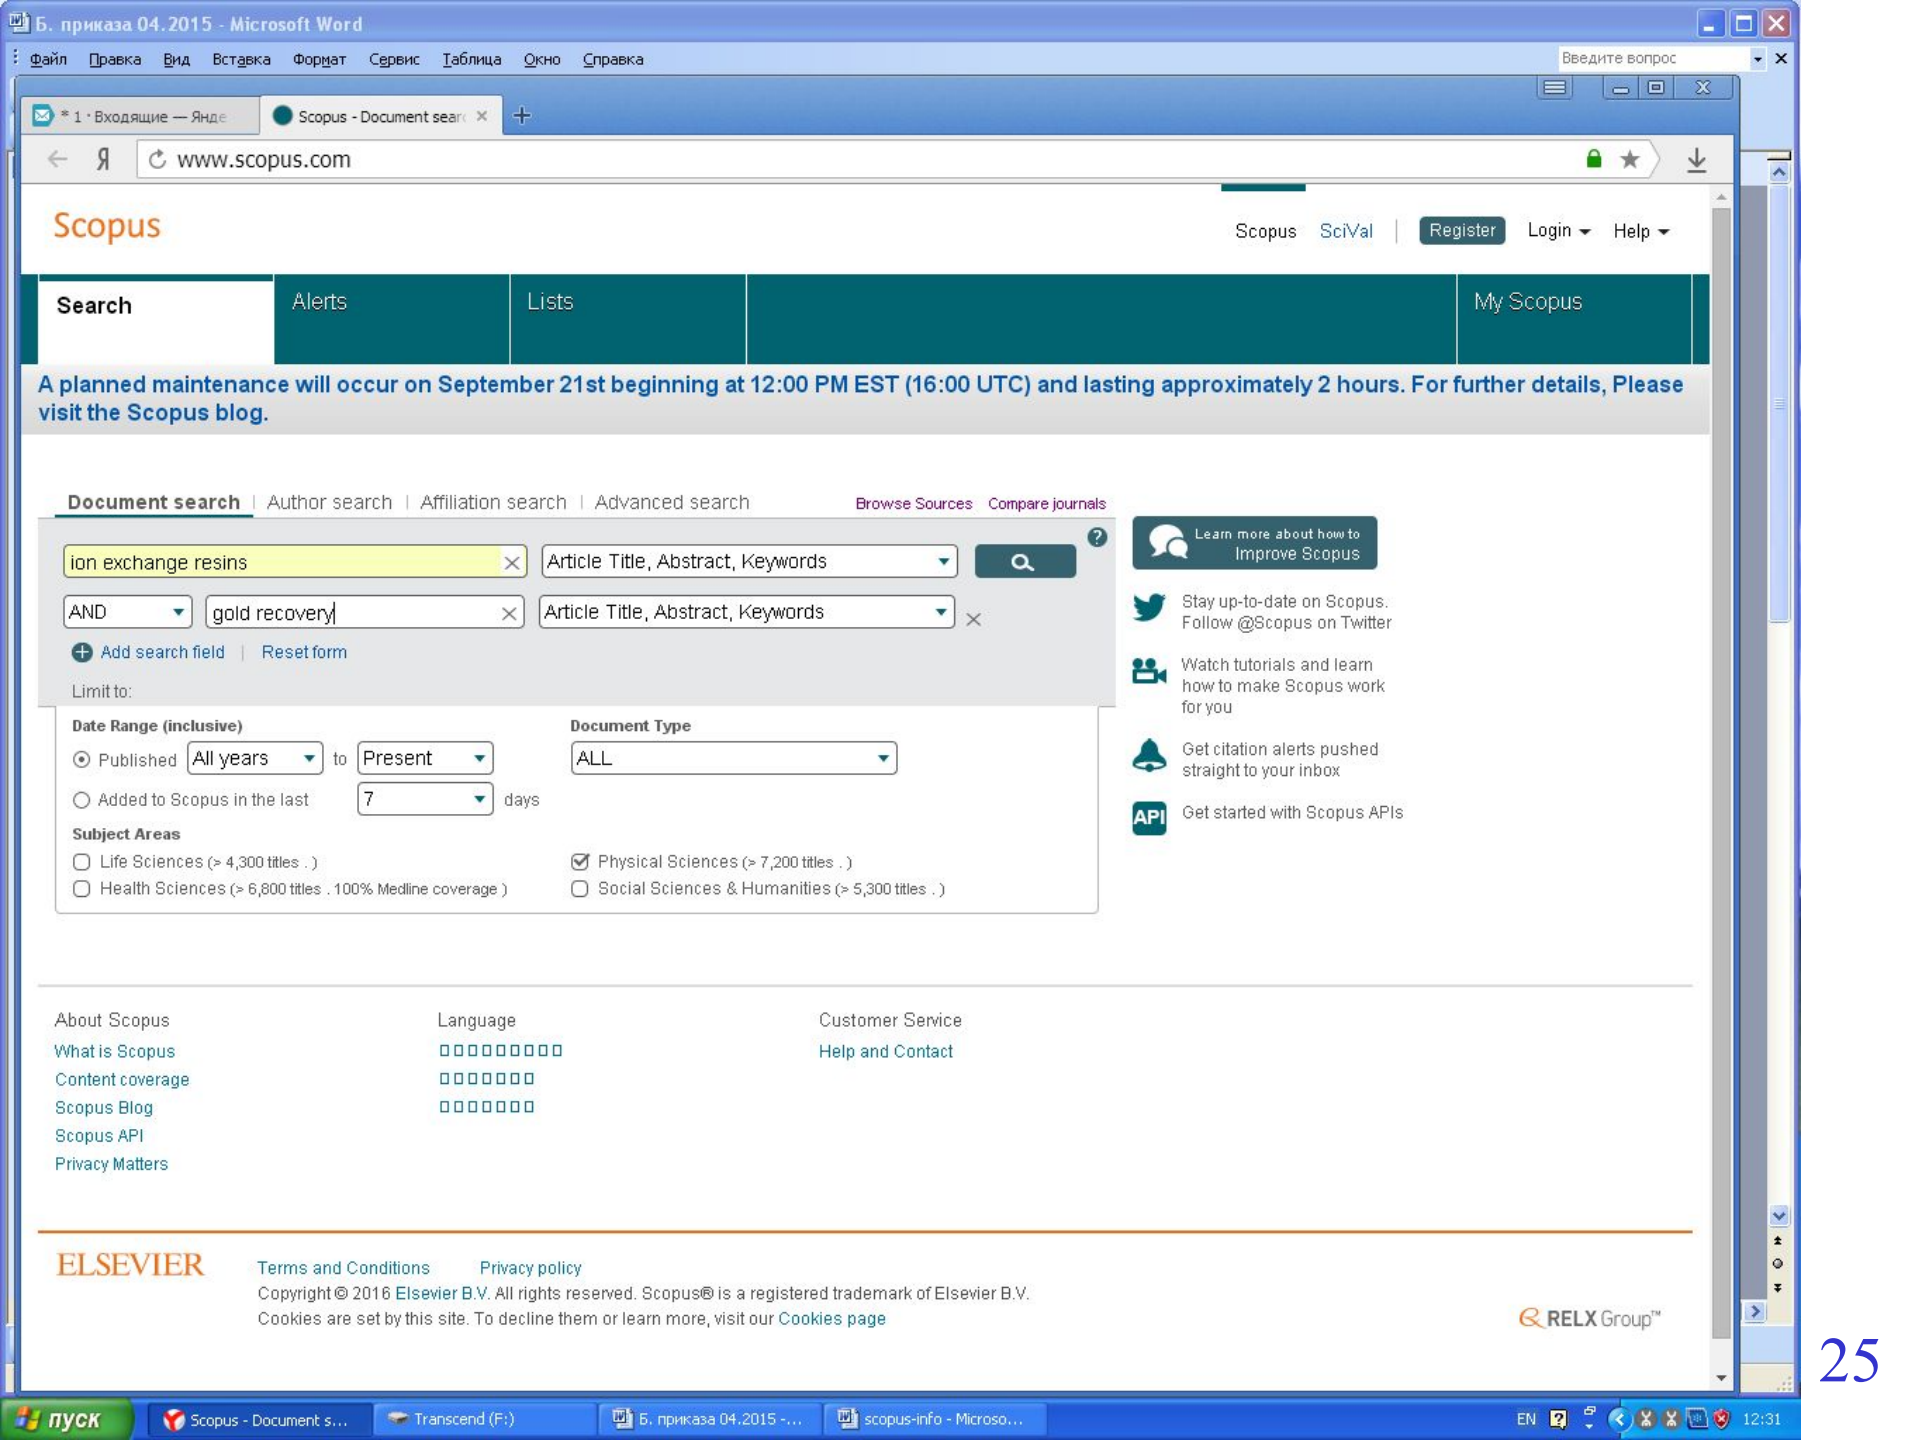 Б. приказа 04.2015 - Microsoft Word
Файл Правка Вид Вставка Формат Сервис Таблица Окно Справка
Введите вопрос
* 1 · Входящие — Янде
Scopus - Document searc
Я www.scopus.com
Scopus
Scopus SciVal | Register Login Help
Search Alerts Lists My Scopus
A planned maintenance will occur on September 21st beginning at 12:00 PM EST (16:00 UTC) and lasting approximately 2 hours. For further details, Please
visit the Scopus blog.
Document search | Author search | Affiliation search | Advanced search Browse Sources Compare journals
ion exchange resins Article Title, Abstract, Keywords
AND gold recovery Article Title, Abstract, Keywords
Add search field | Reset form
Limit to:
Date Range (inclusive) Document Type
Published All years to Present ALL
Added to Scopus in the last 7 days
Subject Areas
Life Sciences (> 4,300 titles . ) Physical Sciences (> 7,200 titles . )
Health Sciences (> 6,800 titles . 100% Medline coverage ) Social Sciences & Humanities (> 5,300 titles . )
Learn more about how to
Improve Scopus
Stay up-to-date on Scopus.
Follow @Scopus on Twitter
Watch tutorials and learn
how to make Scopus work
for you
Get citation alerts pushed
straight to your inbox
API Get started with Scopus APIs
About Scopus Language Customer Service
What is Scopus Help and Contact
Content coverage
Scopus Blog
Scopus API
Privacy Matters
ELSEVIER
Terms and Conditions Privacy policy
Copyright © 2016 Elsevier B.V. All rights reserved. Scopus® is a registered trademark of Elsevier B.V.
Cookies are set by this site. To decline them or learn more, visit our Cookies page
RELX Group™
25
пуск Scopus - Document s... Transcend (F:) Б. приказа 04.2015 -... scopus-info - Microso... EN 12:31